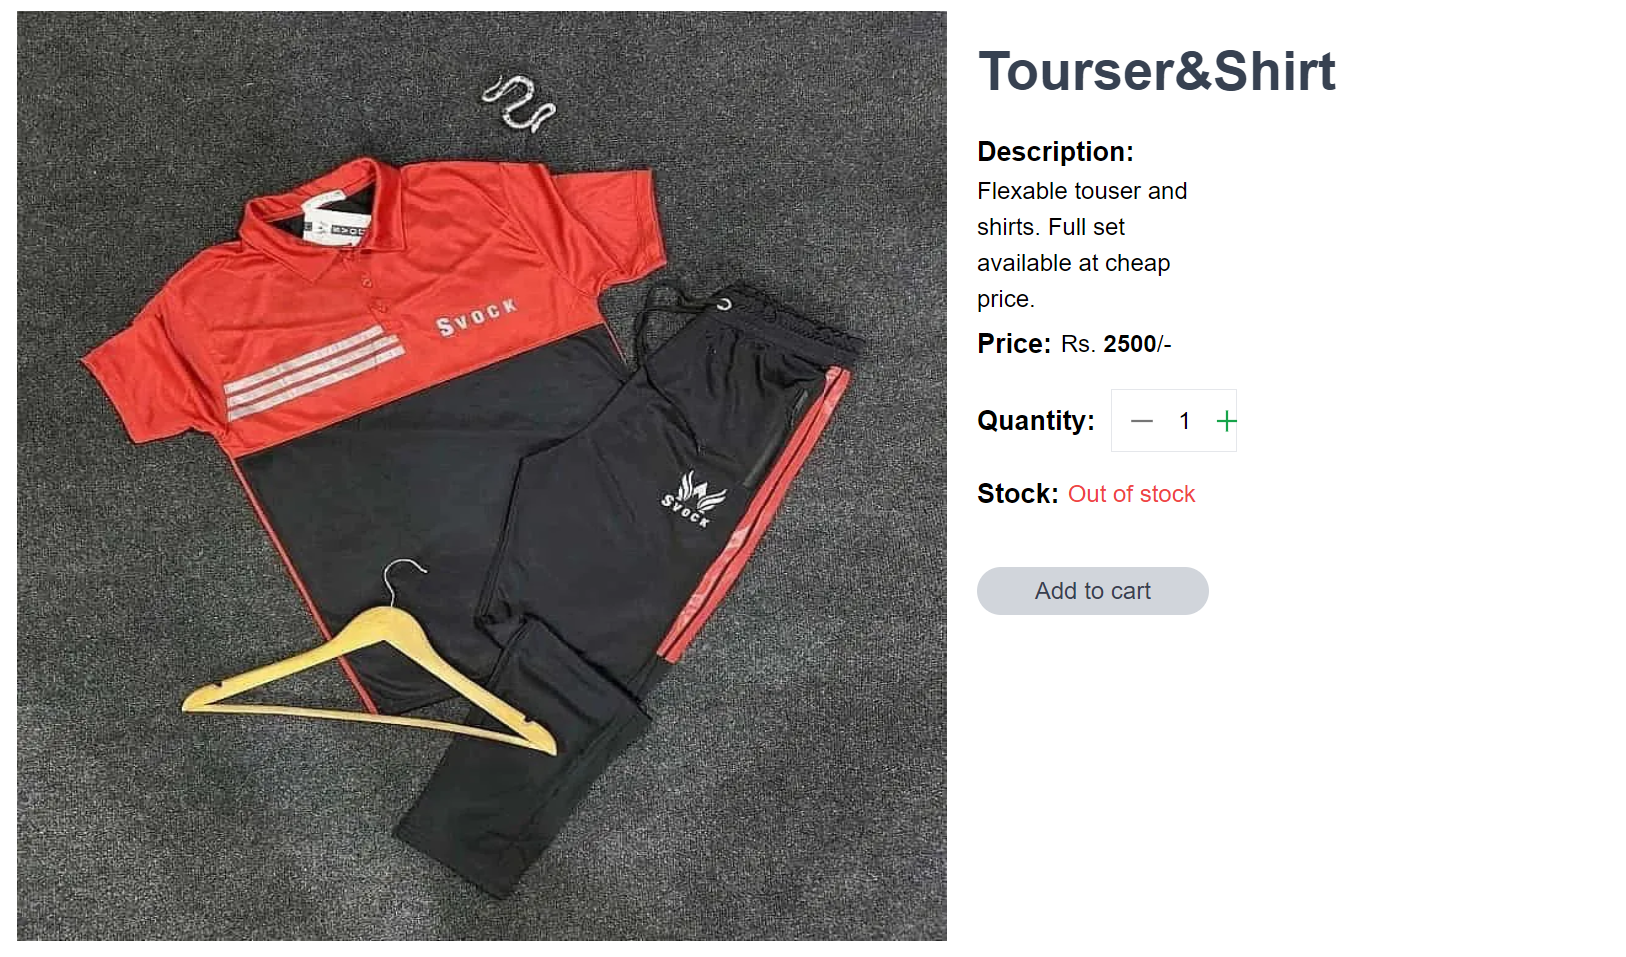 Tourser&Shirt
Description:
Flexable touser and
shirts. Full set
available at cheap
price.
Price: Rs. 2500/-
Quantity: — 1 +
Stock: Out of stock
Add to cart
SVOCK
SVOCK